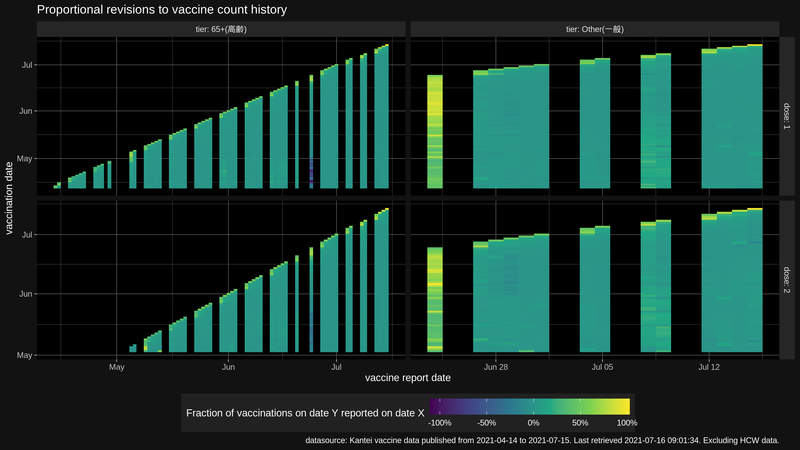 Proportional revisions to vaccine count history
tier: 65+(高齢)
tier: Other(一般)
Jul
Jun
May
dose: 1
vaccination date
Jul
Jun
May
dose: 2
May
Jun
Jul
Jun 28
Jul 05
Jul 12
vaccine report date
Fraction of vaccinations on date Y reported on date X
-100%
-50%
0%
50%
100%
datasource: Kantei vaccine data published from 2021-04-14 to 2021-07-15. Last retrieved 2021-07-16 09:01:34. Excluding HCW data.